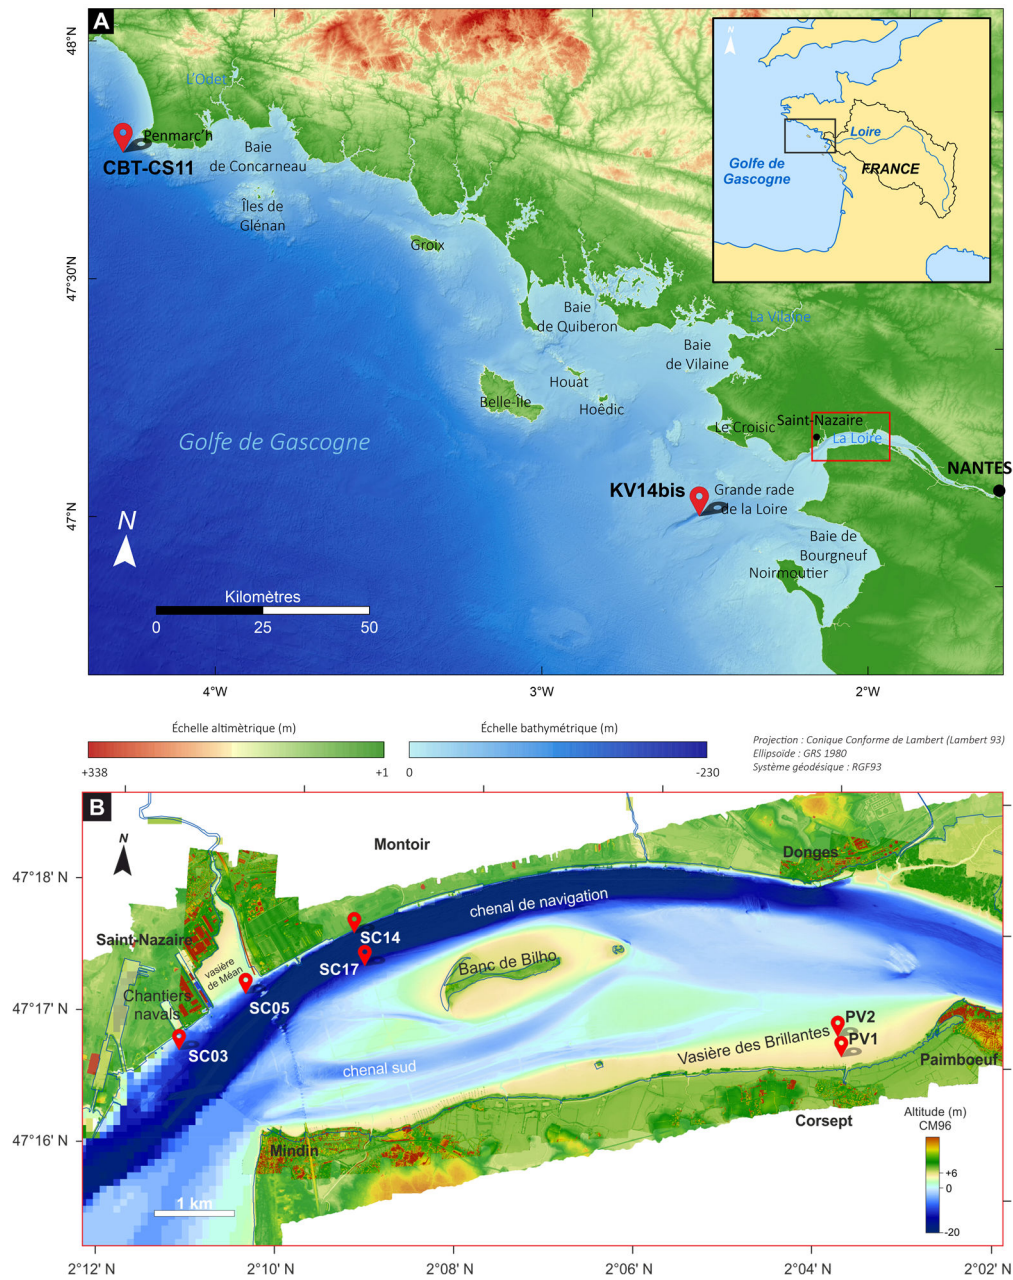 A
48°N
47°30'N
47°N
L'Odet
Penmarc'h
CBT-CS11
Baie
de Concarneau
Îles de
Glénan
Groix
Baie
de Quiberon
La Vilaine
Baie
de Vilaine
Houat
Belle-Île
Hoêdic
Le Croisic
Saint-Nazaire
La Loire
NANTES
Golfe de Gascogne
KV14bis
Grande rade
de la Loire
Baie de
Bourgneuf
Noirmoutier
N
Kilomètres
0 25 50
N
Loire
Golfe de
Gascogne
FRANCE
4°W 3°W 2°W
Échelle altimètrique (m)
+338 +1
Échelle bathymétrique (m)
0 -230
Projection : Conique Conforme de Lambert (Lambert 93)
Ellipsoïde : GRS 1980
Système géodésique : RGF93
B
N
Montoir
Donges
47°18' N
chenal de navigation
Saint-Nazaire
SC14
SC17
vasière
de Méan
Banc de Bilho
Chantiers
navals
SC05
47°17' N
PV2
PV1
SC03
Vasière des Brillantes
Paimboeuf
chenal sud
Corsept
Altitude (m)
CM96
+6
0
-20
47°16' N
Mindin
1 km
2°12' N 2°10' N 2°08' N 2°06' N 2°04' N 2°02' N